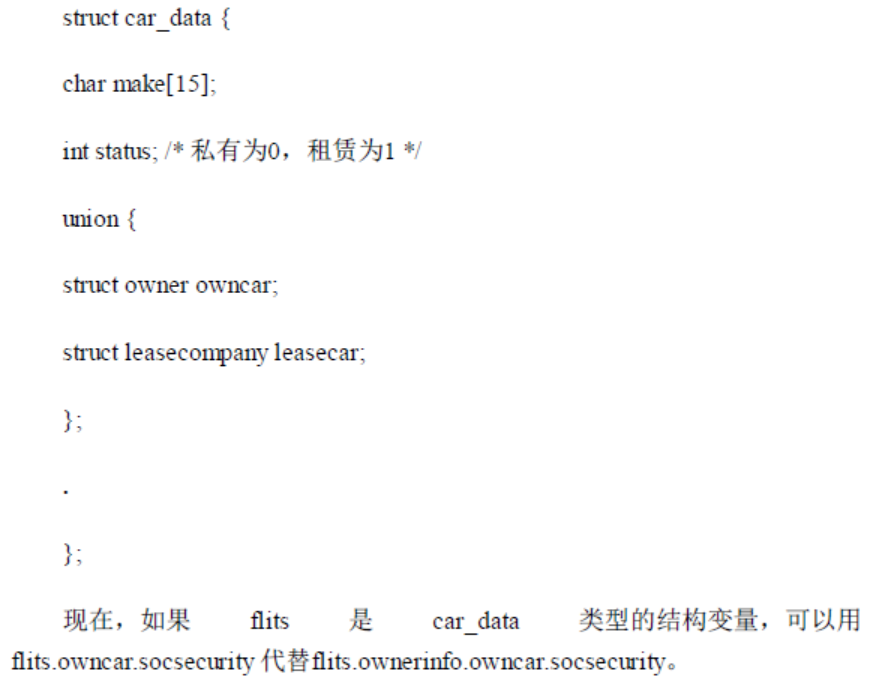 struct car_data {
char make[15];
int status; /* 私有为0，租赁为1 */
union {
struct owner owncar;
struct leasecompany leasecar;
};
.
};
现在，如果 flits 是 car_data 类型的结构变量，可以用
flits.owncar.socsecurity 代替flits.ownerinfo.owncar.socsecurity。